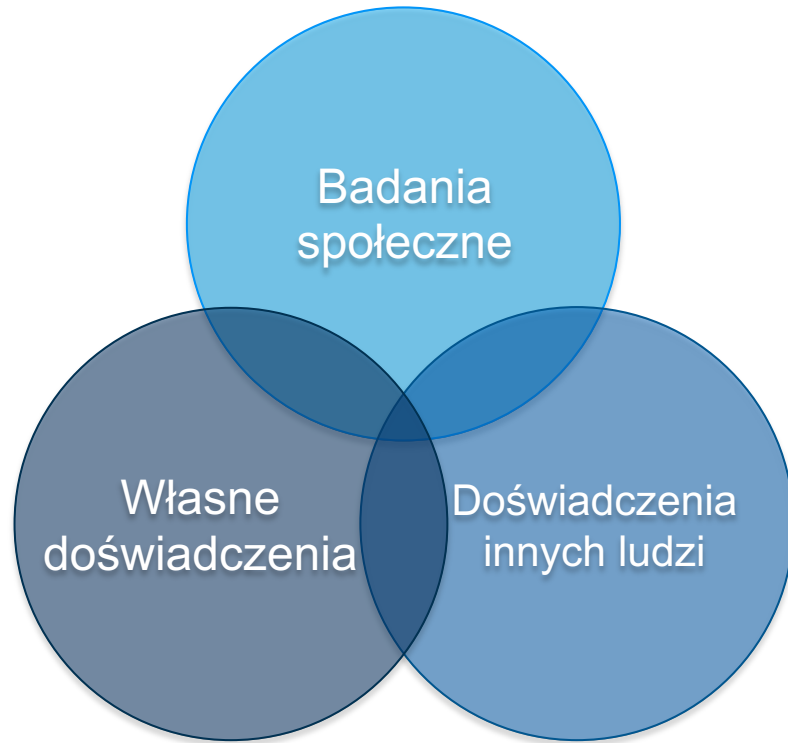 Badania
społeczne
Własne
doświadczenia
Doświadczenia
innych ludzi